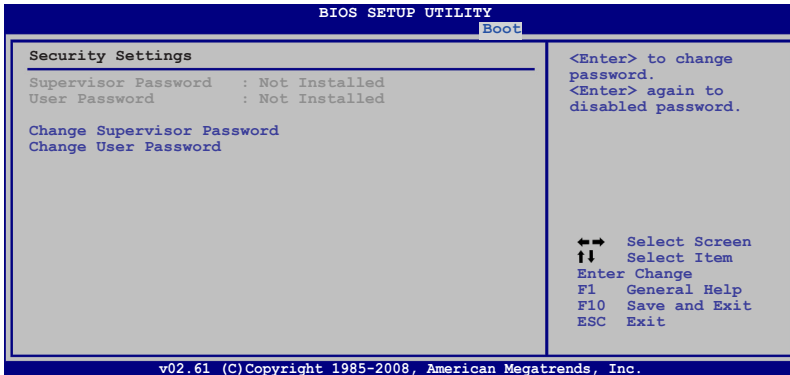 BIOS SETUP UTILITY
Boot
Security Settings
Supervisor Password : Not Installed
User Password : Not Installed
Change Supervisor Password
Change User Password
<Enter> to change
password.
<Enter> again to
disabled password.
←→ Select Screen
↑↓ Select Item
Enter Change
F1 General Help
F10 Save and Exit
ESC Exit
v02.61 (C)Copyright 1985-2008, American Megatrends, Inc.